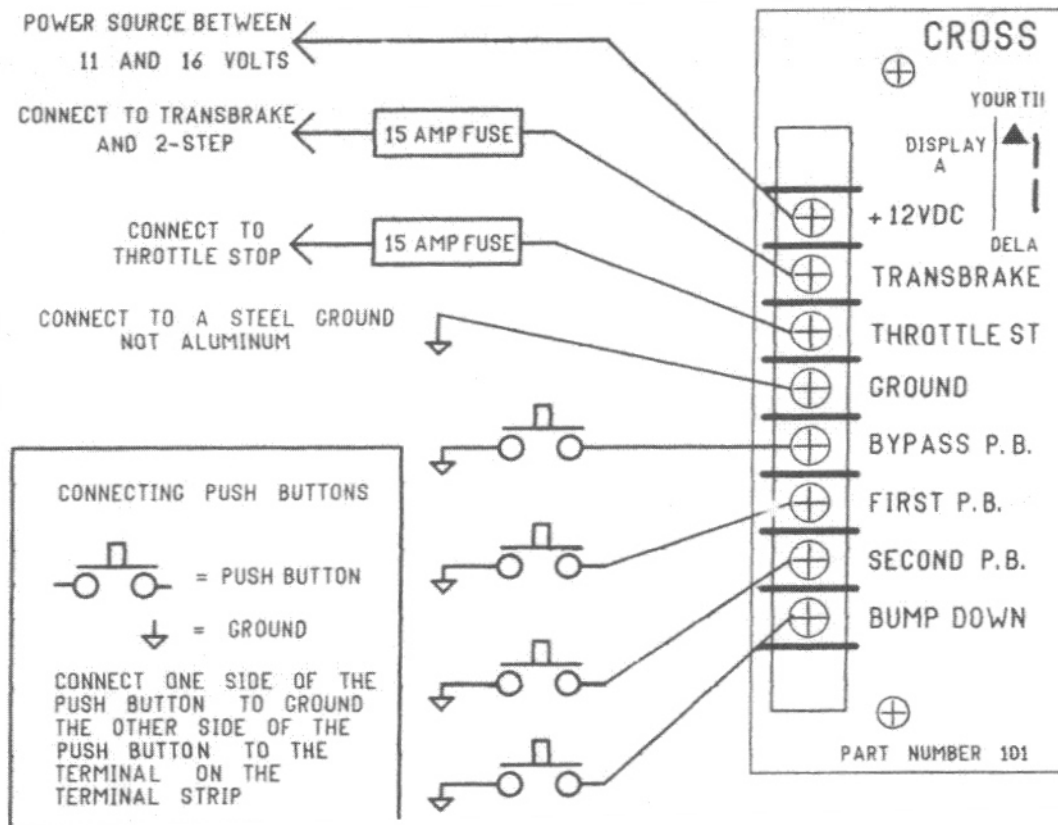 POWER SOURCE BETWEEN
11 AND 16 VOLTS
CONNECT TO TRANSBRAKE
AND 2-STEP
15 AMP FUSE
CONNECT TO
THROTTLE STOP
15 AMP FUSE
CONNECT TO A STEEL GROUND
NOT ALUMINUM
CONNECTING PUSH BUTTONS
= PUSH BUTTON
= GROUND
CONNECT ONE SIDE OF THE
PUSH BUTTON TO GROUND
THE OTHER SIDE OF THE
PUSH BUTTON TO THE
TERMINAL ON THE
TERMINAL STRIP
CROSS
YOUR TII
DISPLAY
A
DELA
+12VDC
TRANSBRAKE
THROTTLE ST
GROUND
BYPASS P.B.
FIRST P.B.
SECOND P.B.
BUMP DOWN
PART NUMBER 101